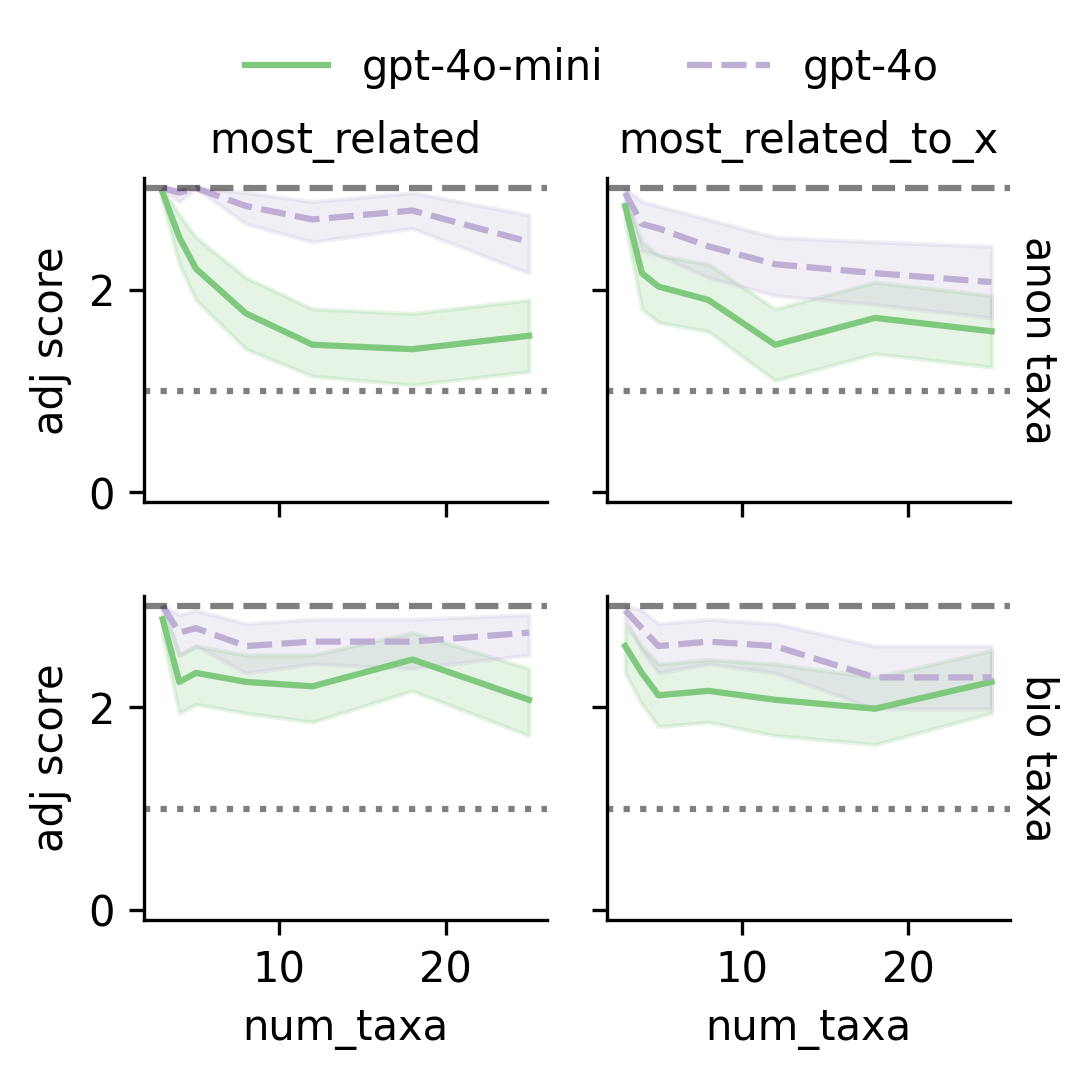 gpt-4o-mini gpt-4o
most_related most_related_to_x
adj score
2
0
anon taxa
adj score
2
0
bio taxa
10 20 10 20
num_taxa num_taxa